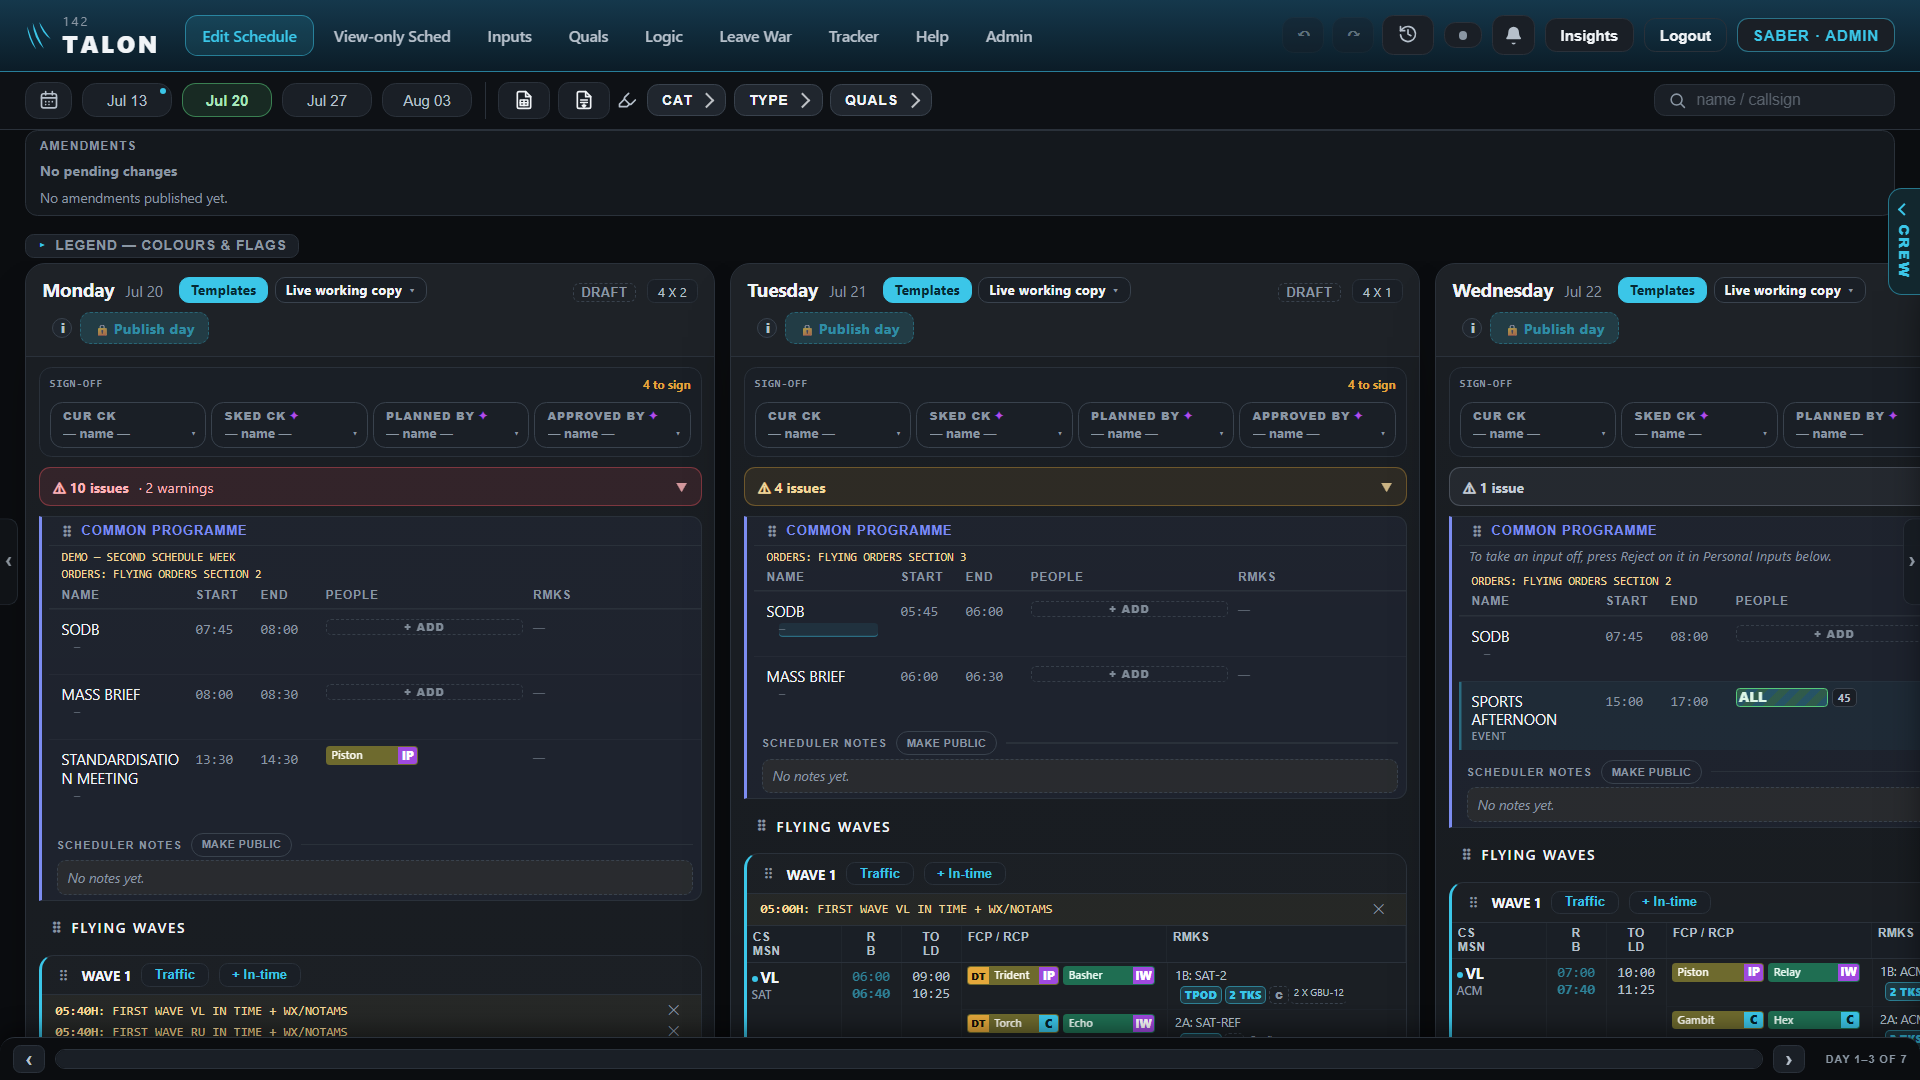 142
TALON
Edit Schedule
View-only Sched
Inputs
Quals
Logic
Leave War
Tracker
Help
Admin
Insights
Logout
SABER · ADMIN
Jul 13
Jul 20
Jul 27
Aug 03
CAT
TYPE
QUALS
name / callsign
AMENDMENTS
No pending changes
No amendments published yet.
CREW
LEGEND — COLOURS & FLAGS
Monday Jul 20 Templates Live working copy DRAFT 4 X 2
i Publish day
SIGN-OFF 4 to sign
CUR CK SKED CK PLANNED BY APPROVED BY
— name — — name — — name — — name —
10 issues · 2 warnings
COMMON PROGRAMME
DEMO — SECOND SCHEDULE WEEK
ORDERS: FLYING ORDERS SECTION 2
NAME START END PEOPLE RMKS
SODB 07:45 08:00 + ADD —
—
MASS BRIEF 08:00 08:30 + ADD —
—
STANDARDISATIO 13:30 14:30 Piston IP —
N MEETING
—
SCHEDULER NOTES MAKE PUBLIC
No notes yet.
FLYING WAVES
WAVE 1 Traffic + In-time
05:40H: FIRST WAVE VL IN TIME + WX/NOTAMS
05:40H: FIRST WAVE RU IN TIME + WX/NOTAMS
Tuesday Jul 21 Templates Live working copy DRAFT 4 X 1
i Publish day
SIGN-OFF 4 to sign
CUR CK SKED CK PLANNED BY APPROVED BY
— name — — name — — name — — name —
4 issues
COMMON PROGRAMME
ORDERS: FLYING ORDERS SECTION 3
NAME START END PEOPLE RMKS
SODB 05:45 06:00 + ADD —
—
MASS BRIEF 06:00 06:30 + ADD —
—
SCHEDULER NOTES MAKE PUBLIC
No notes yet.
FLYING WAVES
WAVE 1 Traffic + In-time
05:00H: FIRST WAVE VL IN TIME + WX/NOTAMS
CS R TO FCP / RCP RMKS
MSN B LD
VL 06:00 09:00 DT Trident IP Basher IW 1B: SAT-2
SAT 06:40 10:25 TPOD 2 TKS C 2 X GBU-12
DT Torch C Echo IW 2A: SAT-REF
Wednesday Jul 22 Templates Live working copy
i Publish day
SIGN-OFF
CUR CK SKED CK PLANNED BY
— name — — name — — name —
1 issue
COMMON PROGRAMME
To take an input off, press Reject on it in Personal Inputs below.
ORDERS: FLYING ORDERS SECTION 2
NAME START END PEOPLE
SODB 07:45 08:00 + ADD
—
SPORTS 15:00 17:00 ALL 45
AFTERNOON
EVENT
SCHEDULER NOTES MAKE PUBLIC
No notes yet.
FLYING WAVES
WAVE 1 Traffic + In-time
CS R TO FCP / RCP RMKS
MSN B LD
VL 07:00 10:00 Piston IP Relay IW 1B: ACM
ACM 07:40 11:25 2 TKS
Gambit C Hex C 2A: ACM
DAY 1–3 OF 7